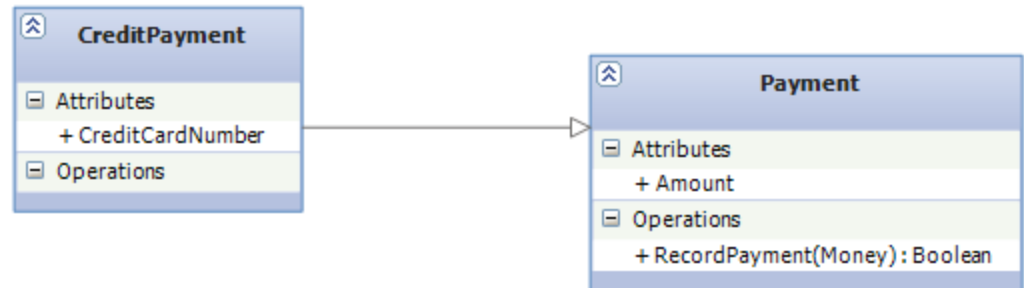 CreditPayment
Attributes
+ CreditCardNumber
Operations
Payment
Attributes
+ Amount
Operations
+ RecordPayment(Money) : Boolean